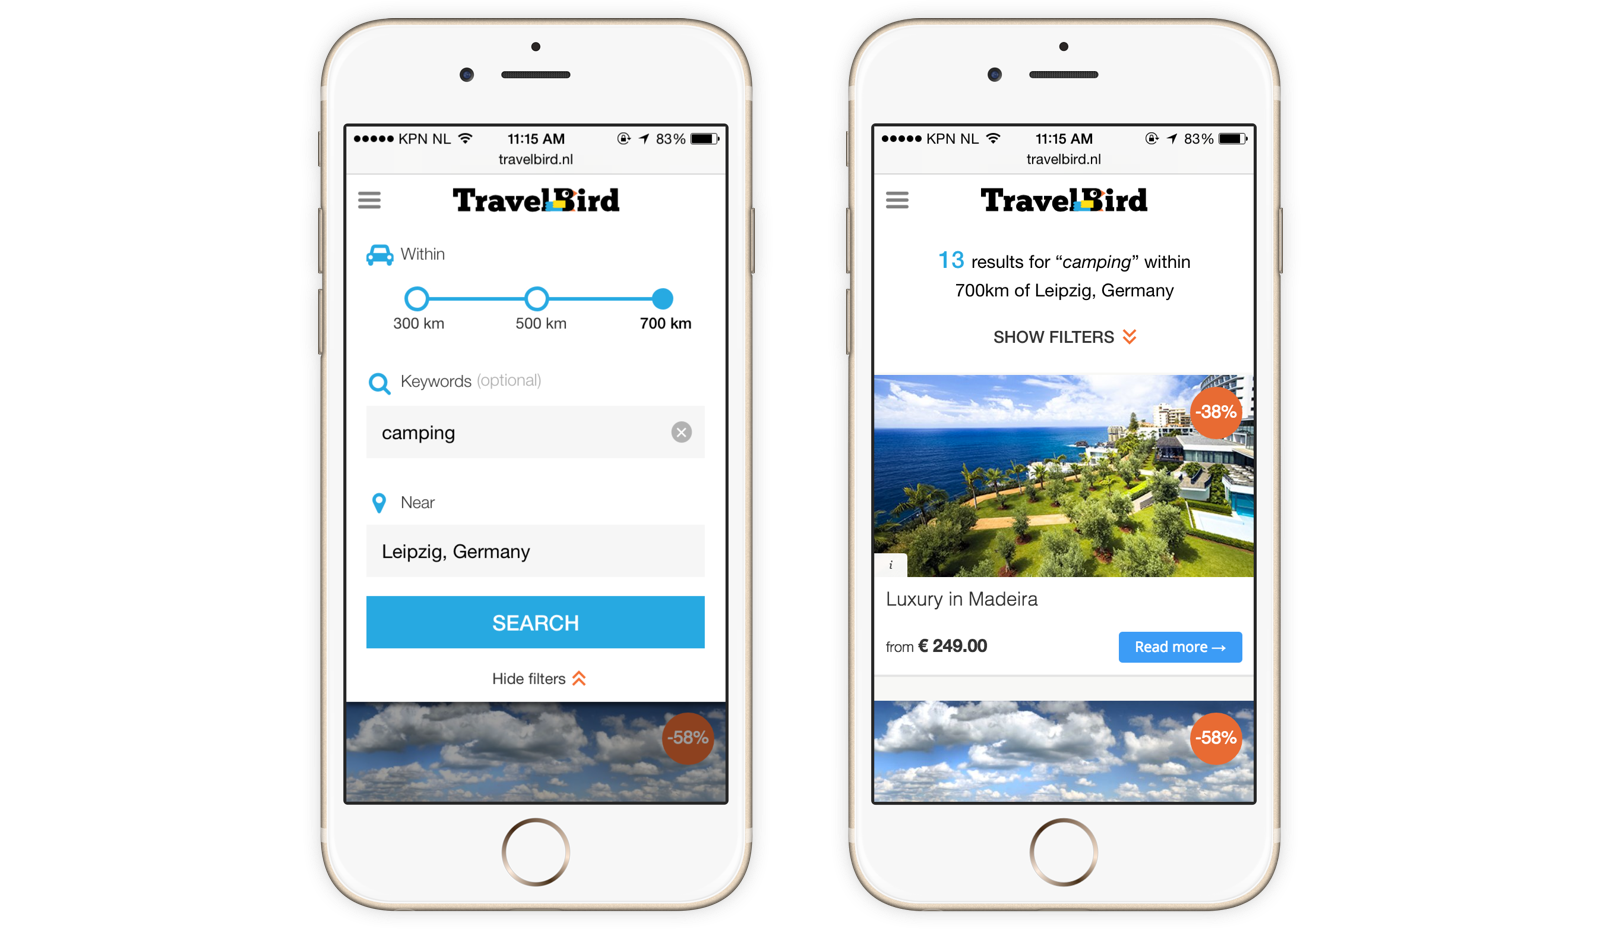 KPN NL 11:15 AM 83%
travelbird.nl
TravelBird
Within
300 km 500 km 700 km
Keywords (optional)
camping
Near
Leipzig, Germany
SEARCH
Hide filters
-58%
KPN NL 11:15 AM 83%
travelbird.nl
TravelBird
13 results for “camping” within
700km of Leipzig, Germany
SHOW FILTERS
-38%
i
Luxury in Madeira
from € 249.00
Read more →
-58%